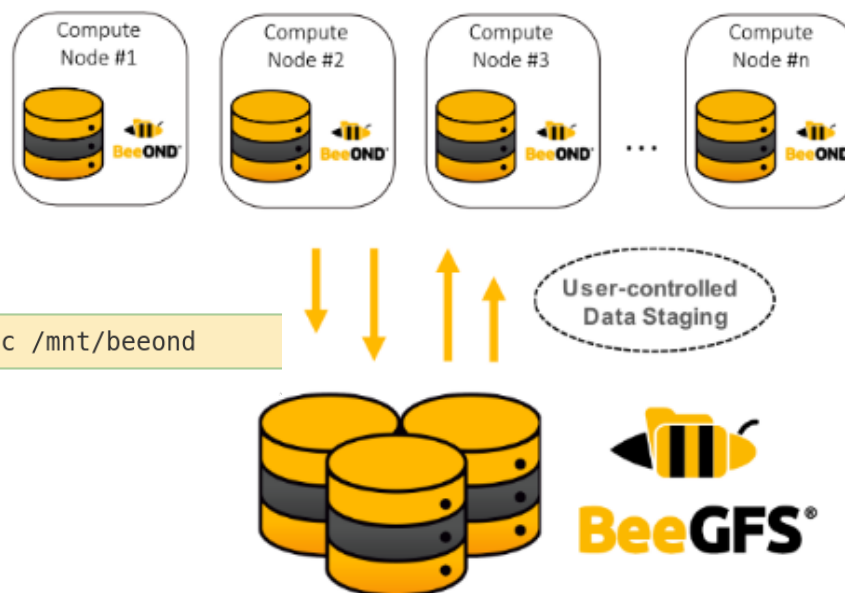 Compute
Node #1
BeeOND®
Compute
Node #2
BeeOND®
Compute
Node #3
BeeOND®
...
Compute
Node #n
BeeOND
User-controlled
Data Staging
c /mnt/beeond
BeeGFS®